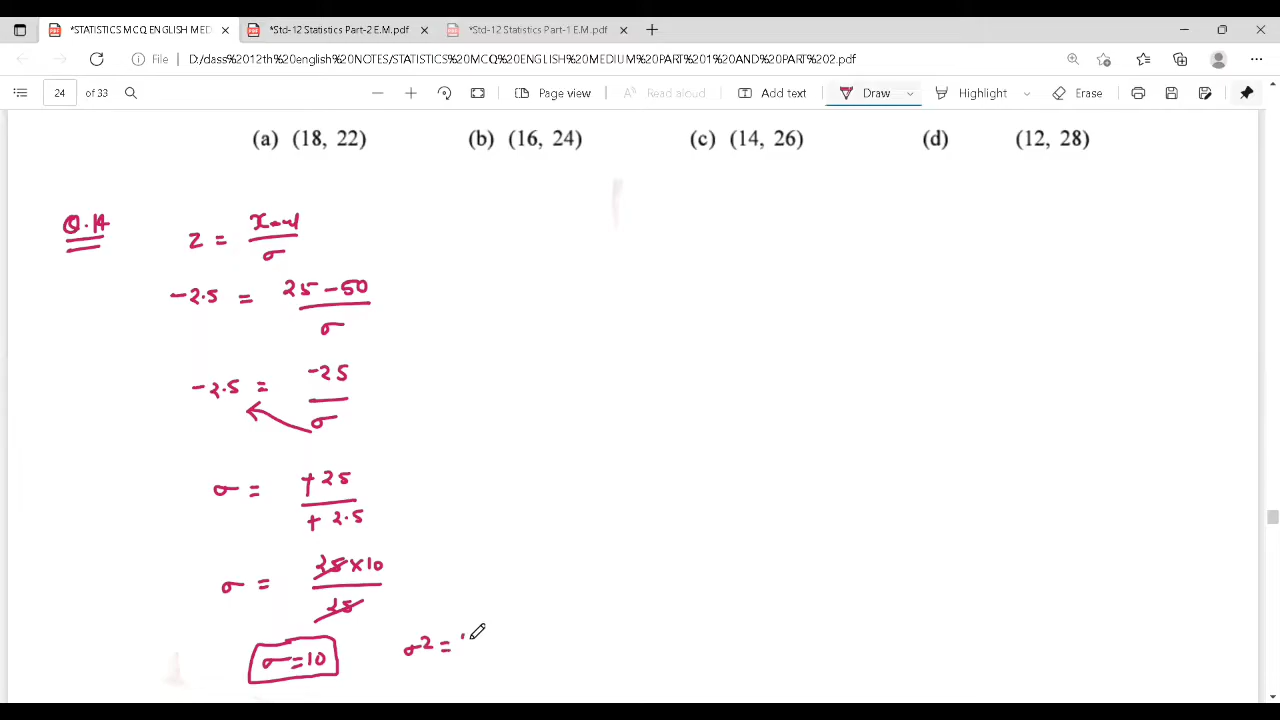 *STATISTICS MCQ ENGLISH MED
*Std-12 Statistics Part-2 E.M.pdf
*Std-12 Statistics Part-1 E.M.pdf
File D:/class%2012th%20english%20NOTES/STATISTICS%20MCQ%20ENGLISH%20MEDIUM%20PART%201%20AND%20PART%202.pdf
24 of 33 Page view Read aloud Add text Draw Highlight Erase
(a) (18, 22) (b) (16, 24) (c) (14, 26) (d) (12, 28)
Q.14 z = x-μ / σ
-2.5 = 25-50 / σ
-2.5 = -25 / σ
σ = +25 / +2.5
σ = 25×10 / 25
σ=10 σ² =